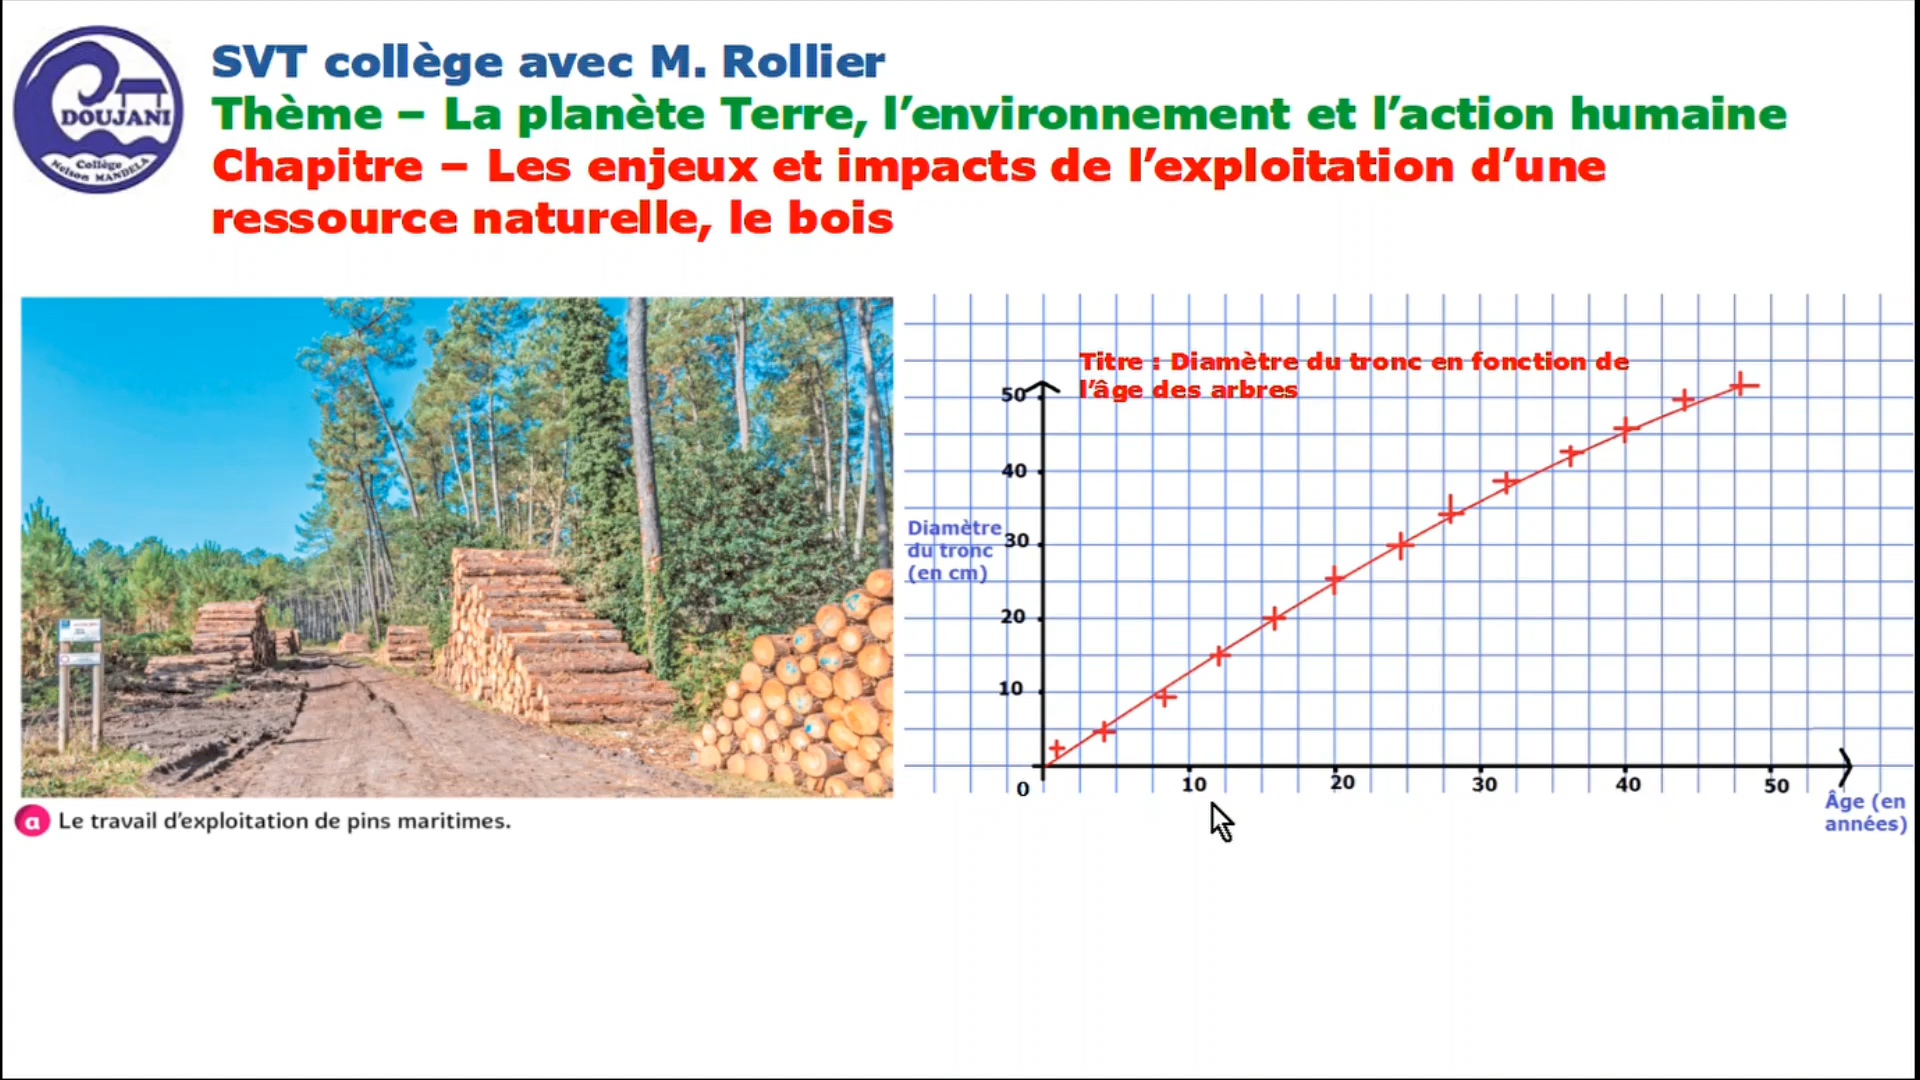 DOUJANI
Collège
Nelson MANDELA
SVT collège avec M. Rollier
Thème – La planète Terre, l’environnement et l’action humaine
Chapitre – Les enjeux et impacts de l’exploitation d’une
ressource naturelle, le bois
a Le travail d’exploitation de pins maritimes.
Titre : Diamètre du tronc en fonction de
l’âge des arbres
50
40
30
20
10
0
Diamètre
du tronc
(en cm)
10 20 30 40 50
Âge (en
années)